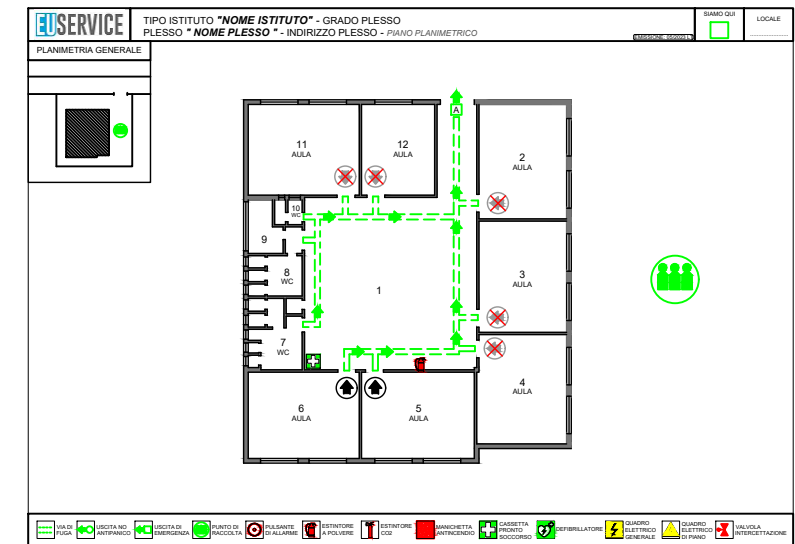 EUSERVICE
TIPO ISTITUTO "NOME ISTITUTO" - GRADO PLESSO
PLESSO " NOME PLESSO " - INDIRIZZO PLESSO - PIANO PLANIMETRICO
SIAMO QUI
LOCALE
PLANIMETRIA GENERALE
A
11
AULA
12
AULA
2
AULA
10
WC
9
8
WC
1
3
AULA
7
WC
4
AULA
6
AULA
5
AULA
VIA DI
FUGA
USCITA NO
ANTIPANICO
USCITA DI
EMERGENZA
PUNTO DI
RACCOLTA
PULSANTE
DI ALLARME
ESTINTORE
A POLVERE
ESTINTORE
CO2
MANICHETTA
ANTINCENDIO
CASSETTA
PRONTO
SOCCORSO
DEFIBRILLATORE
QUADRO
ELETTRICO
GENERALE
QUADRO
ELETTRICO
DI PIANO
VALVOLA
INTERCETTAZIONE